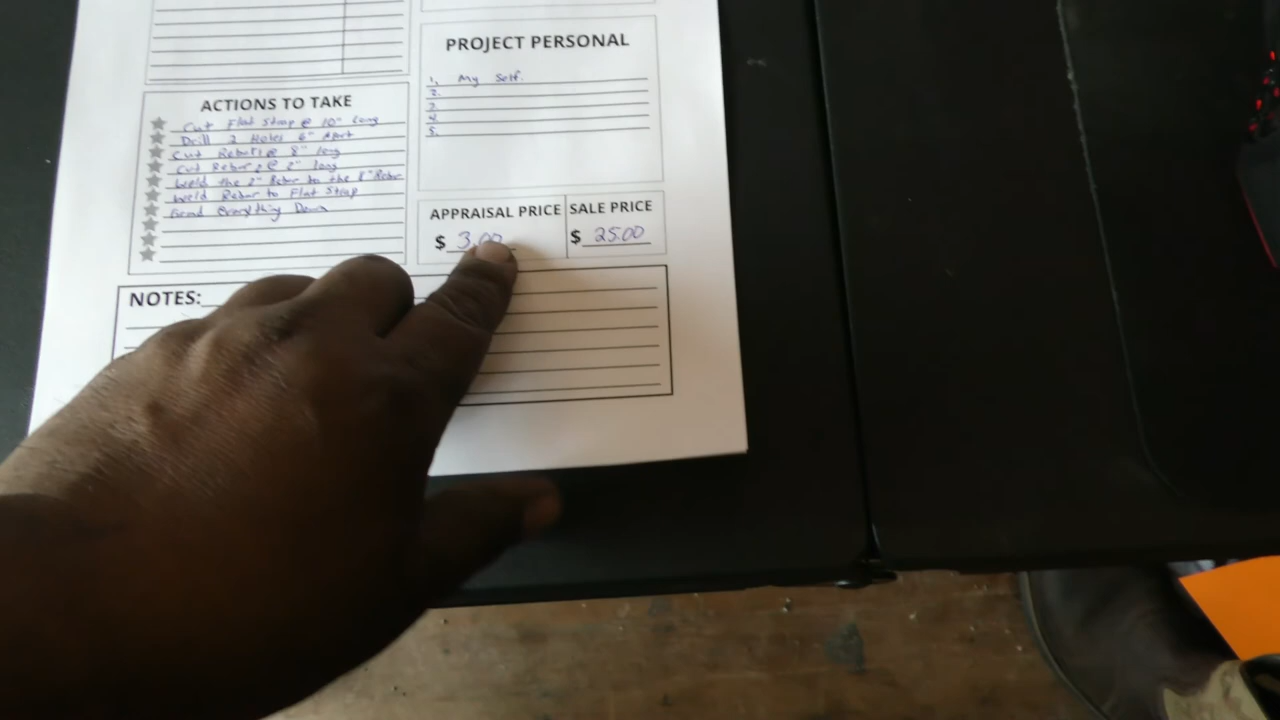 PROJECT PERSONAL
1. My Self.
2.
3.
4.
5.
ACTIONS TO TAKE
Cut Flat Strap @ 10" long
Drill 2 Holes 6" Apart
Cut Rebar 1 @ 8" long
Cut Rebar 2 @ 2" long
Weld the 2" Rebar to the 8" Rebar
Weld Rebar to Flat Strap
Everything Down
APPRAISAL PRICE
$ 3.00
SALE PRICE
$ 25.00
NOTES: